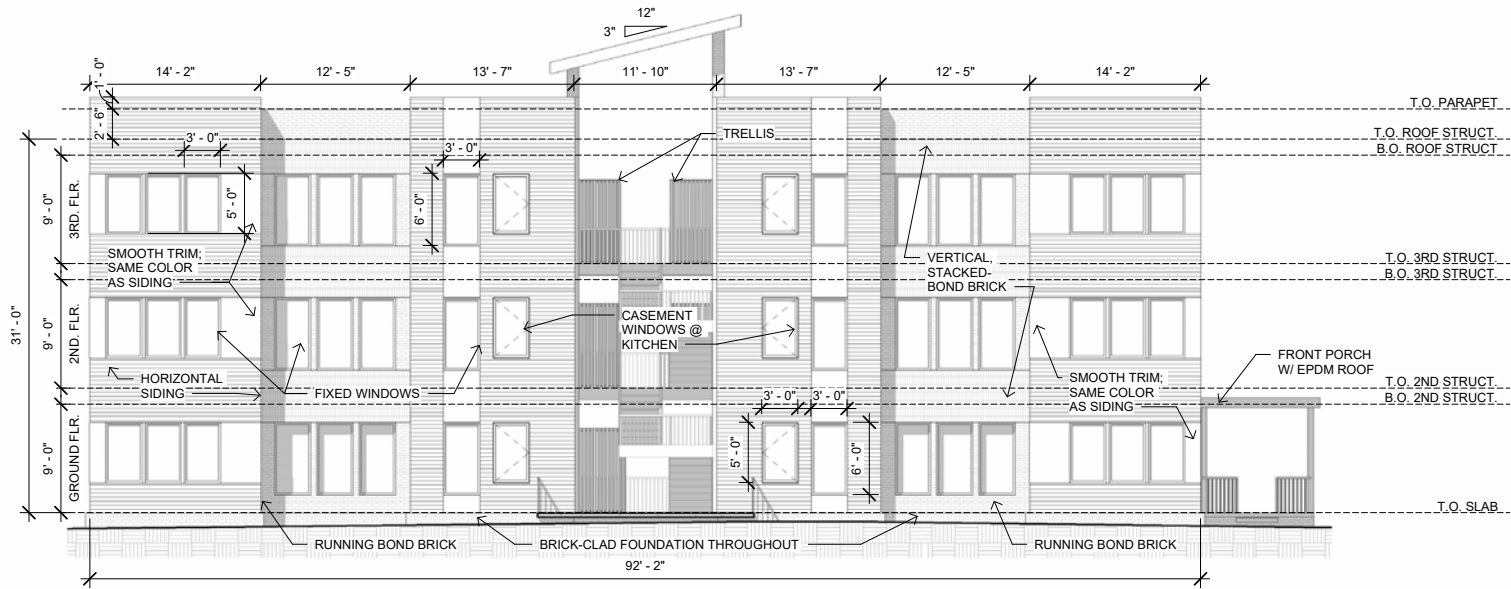 12"
3"
14' - 2"
12' - 5"
13' - 7"
11' - 10"
13' - 7"
12' - 5"
14' - 2"
1' - 0"
2' - 6"
T.O. PARAPET
T.O. ROOF STRUCT.
B.O. ROOF STRUCT
TRELLIS
3' - 0"
3' - 0"
9' - 0"
3RD. FLR.
5' - 0"
6' - 0"
SMOOTH TRIM;
SAME COLOR
AS SIDING
VERTICAL,
STACKED-
BOND BRICK
T.O. 3RD STRUCT.
B.O. 3RD STRUCT.
31' - 0"
9' - 0"
2ND. FLR.
CASEMENT
WINDOWS @
KITCHEN
HORIZONTAL
SIDING
FIXED WINDOWS
SMOOTH TRIM;
SAME COLOR
AS SIDING
FRONT PORCH
W/ EPDM ROOF
T.O. 2ND STRUCT.
B.O. 2ND STRUCT.
3' - 0"
3' - 0"
9' - 0"
GROUND FLR.
5' - 0"
6' - 0"
T.O. SLAB
RUNNING BOND BRICK
BRICK-CLAD FOUNDATION THROUGHOUT
RUNNING BOND BRICK
92' - 2"